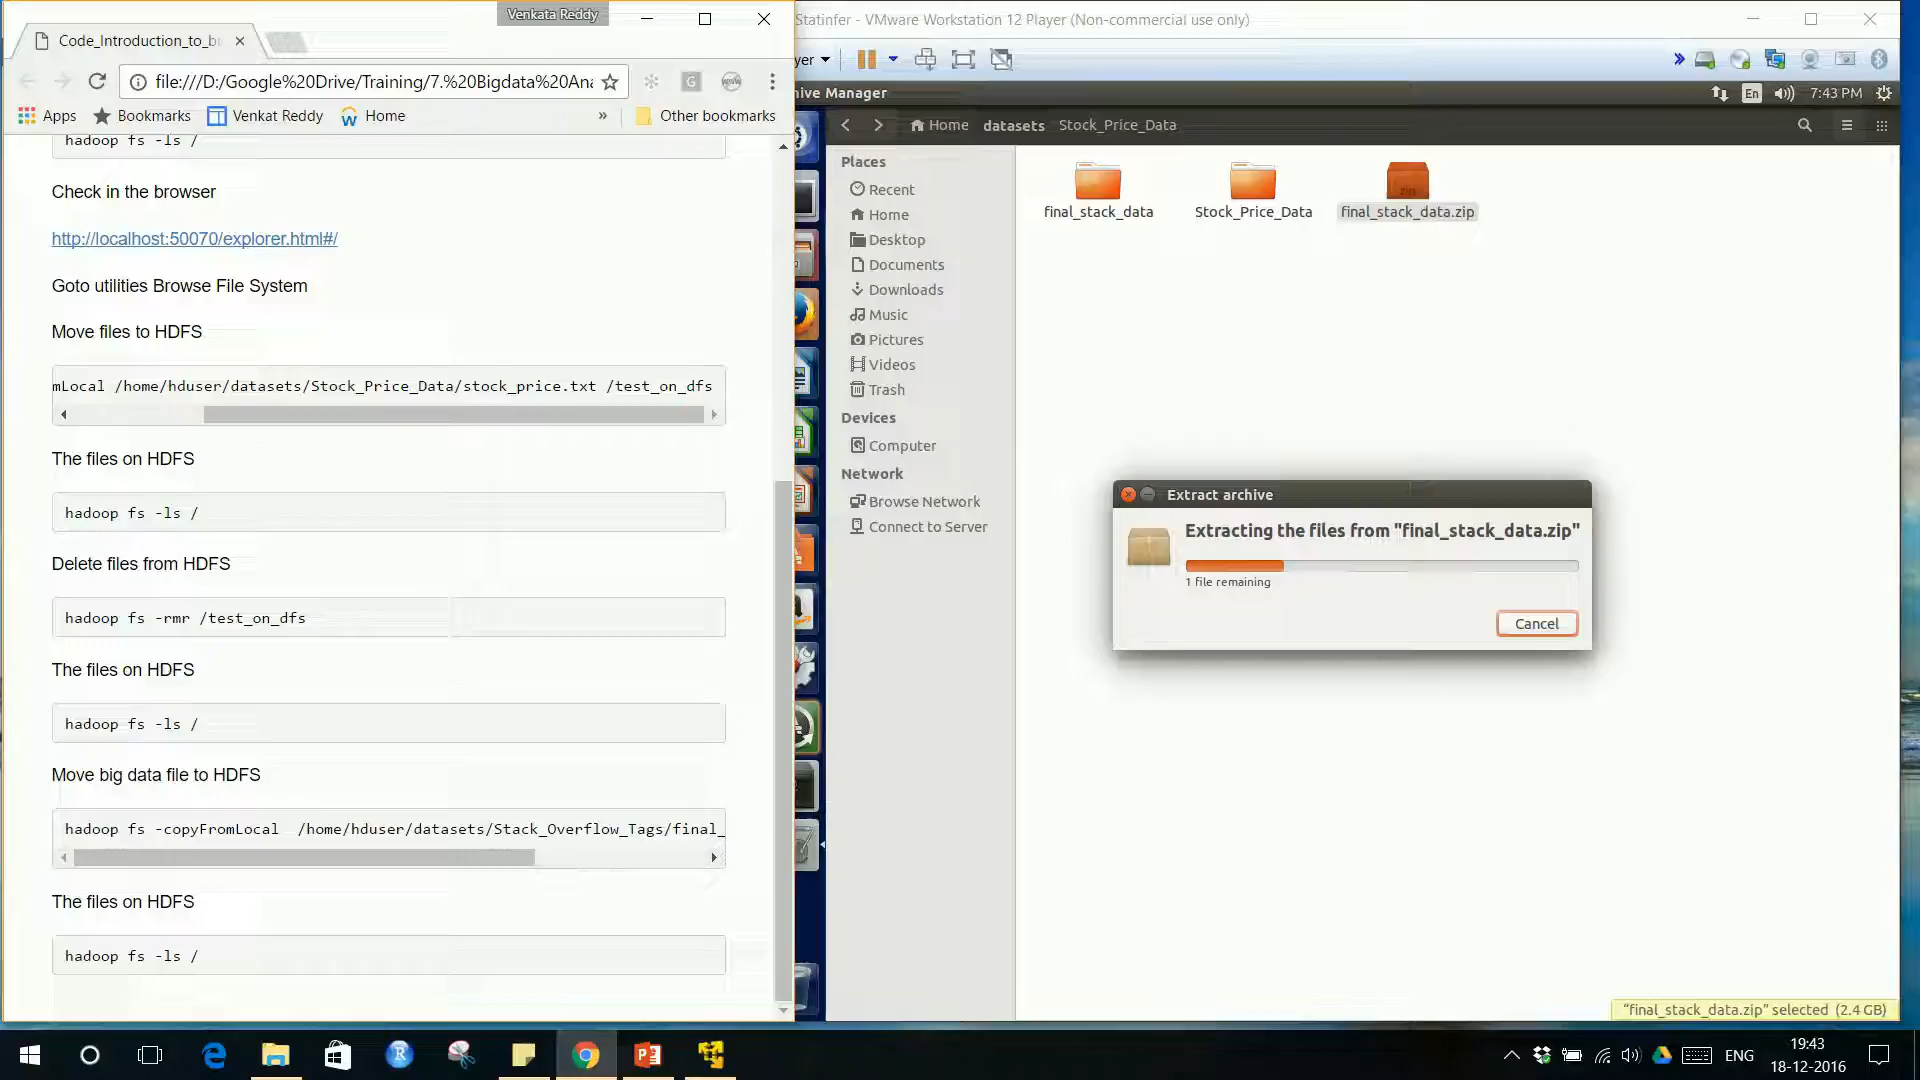 Venkata Reddy
Code_Introduction_to_bi
file:///D:/Google%20Drive/Training/7.%20Bigdata%20Ana
Apps
Bookmarks
Venkat Reddy
Home
»
Other bookmarks
hadoop fs -ls /
Check in the browser
http://localhost:50070/explorer.html#/
Goto utilities Browse File System
Move files to HDFS
mLocal /home/hduser/datasets/Stock_Price_Data/stock_price.txt /test_on_dfs
The files on HDFS
hadoop fs -ls /
Delete files from HDFS
hadoop fs -rmr /test_on_dfs
The files on HDFS
hadoop fs -ls /
Move big data file to HDFS
hadoop fs -copyFromLocal /home/hduser/datasets/Stack_Overflow_Tags/final_
The files on HDFS
hadoop fs -ls /
Statinfer - VMware Workstation 12 Player (Non-commercial use only)
yer
hive Manager
En
7:43 PM
Home
datasets
Stock_Price_Data
Places
Recent
Home
Desktop
Documents
Downloads
Music
Pictures
Videos
Trash
Devices
Computer
Network
Browse Network
Connect to Server
final_stack_data
Stock_Price_Data
zip
final_stack_data.zip
Extract archive
Extracting the files from "final_stack_data.zip"
1 file remaining
Cancel
"final_stack_data.zip" selected (2.4 GB)
ENG
19:43
18-12-2016